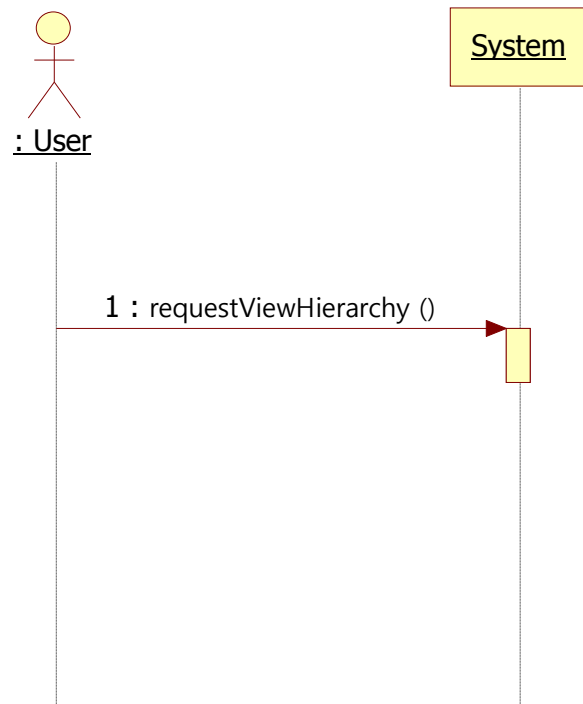 System
: User
1 : requestViewHierarchy ()